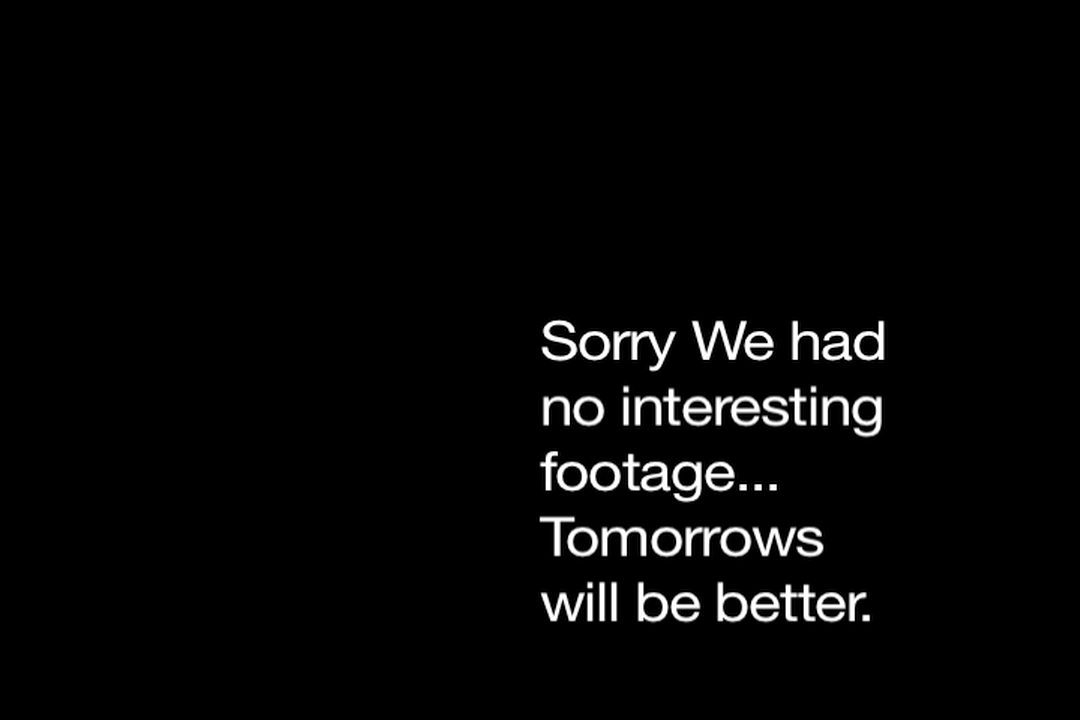 Sorry We had
no interesting
footage...
Tomorrows
will be better.